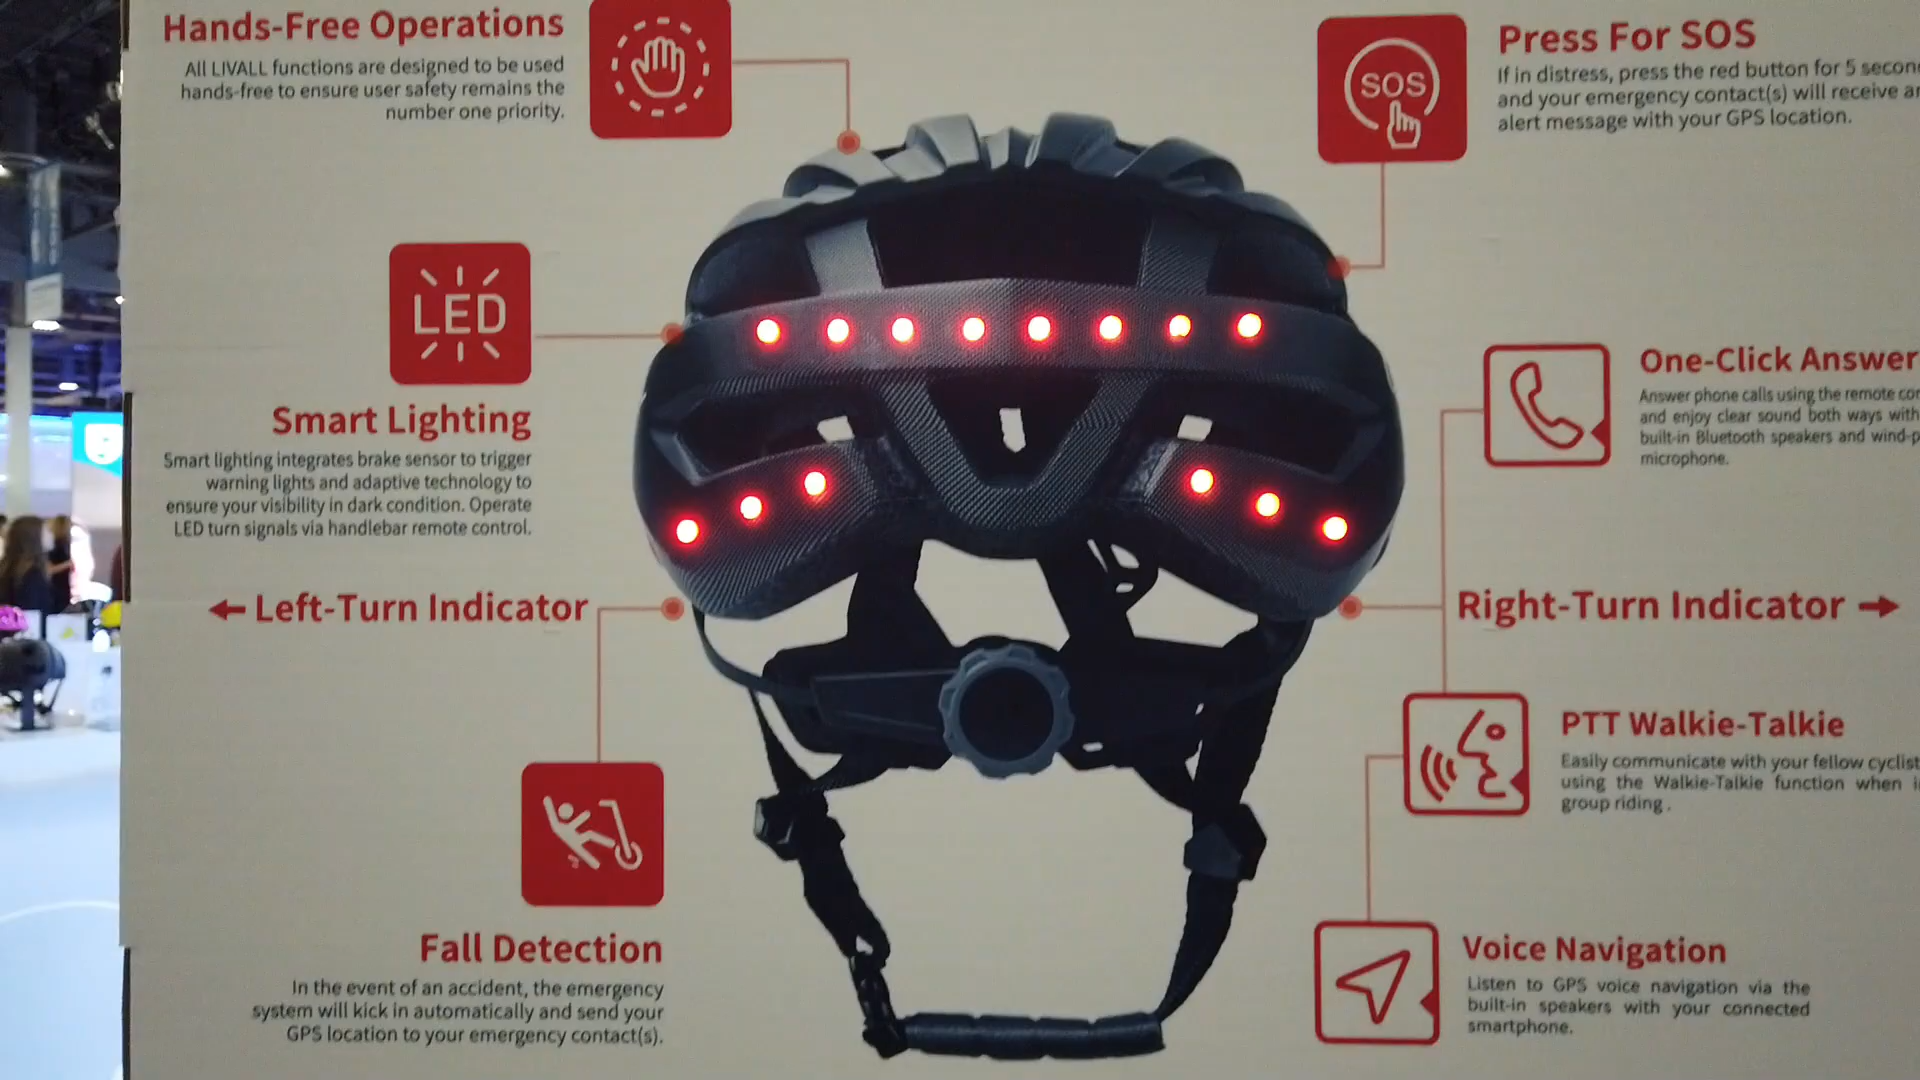 Hands-Free Operations
All LIVALL functions are designed to be used
hands-free to ensure user safety remains the
number one priority.
SOS
Press For SOS
If in distress, press the red button for 5
and your emergency contact(s) will receive
alert message with your GPS location.
LED
Smart Lighting
Smart lighting integrates brake sensor to trigger
warning lights and adaptive technology to
ensure your visibility in dark condition. Operate
LED turn signals via handlebar remote control.
One-Click Answer
Answer phone calls using the remote
and enjoy clear sound both ways with
built-in Bluetooth speakers and
microphone.
← Left-Turn Indicator
Right-Turn Indicator →
PTT Walkie-Talkie
Easily communicate with your fellow
using the Walkie-Talkie function when
group riding .
Fall Detection
In the event of an accident, the emergency
system will kick in automatically and send your
GPS location to your emergency contact(s).
Voice Navigation
Listen to GPS voice navigation via the
built-in speakers with your connected
smartphone.